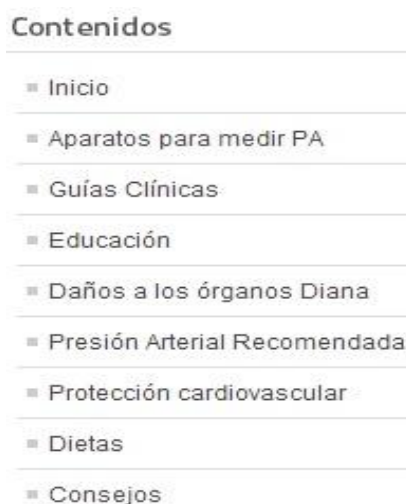 Contenidos
Inicio
Aparatos para medir PA
Guías Clínicas
Educación
Daños a los órganos Diana
Presión Arterial Recomendada
Protección cardiovascular
Dietas
Consejos